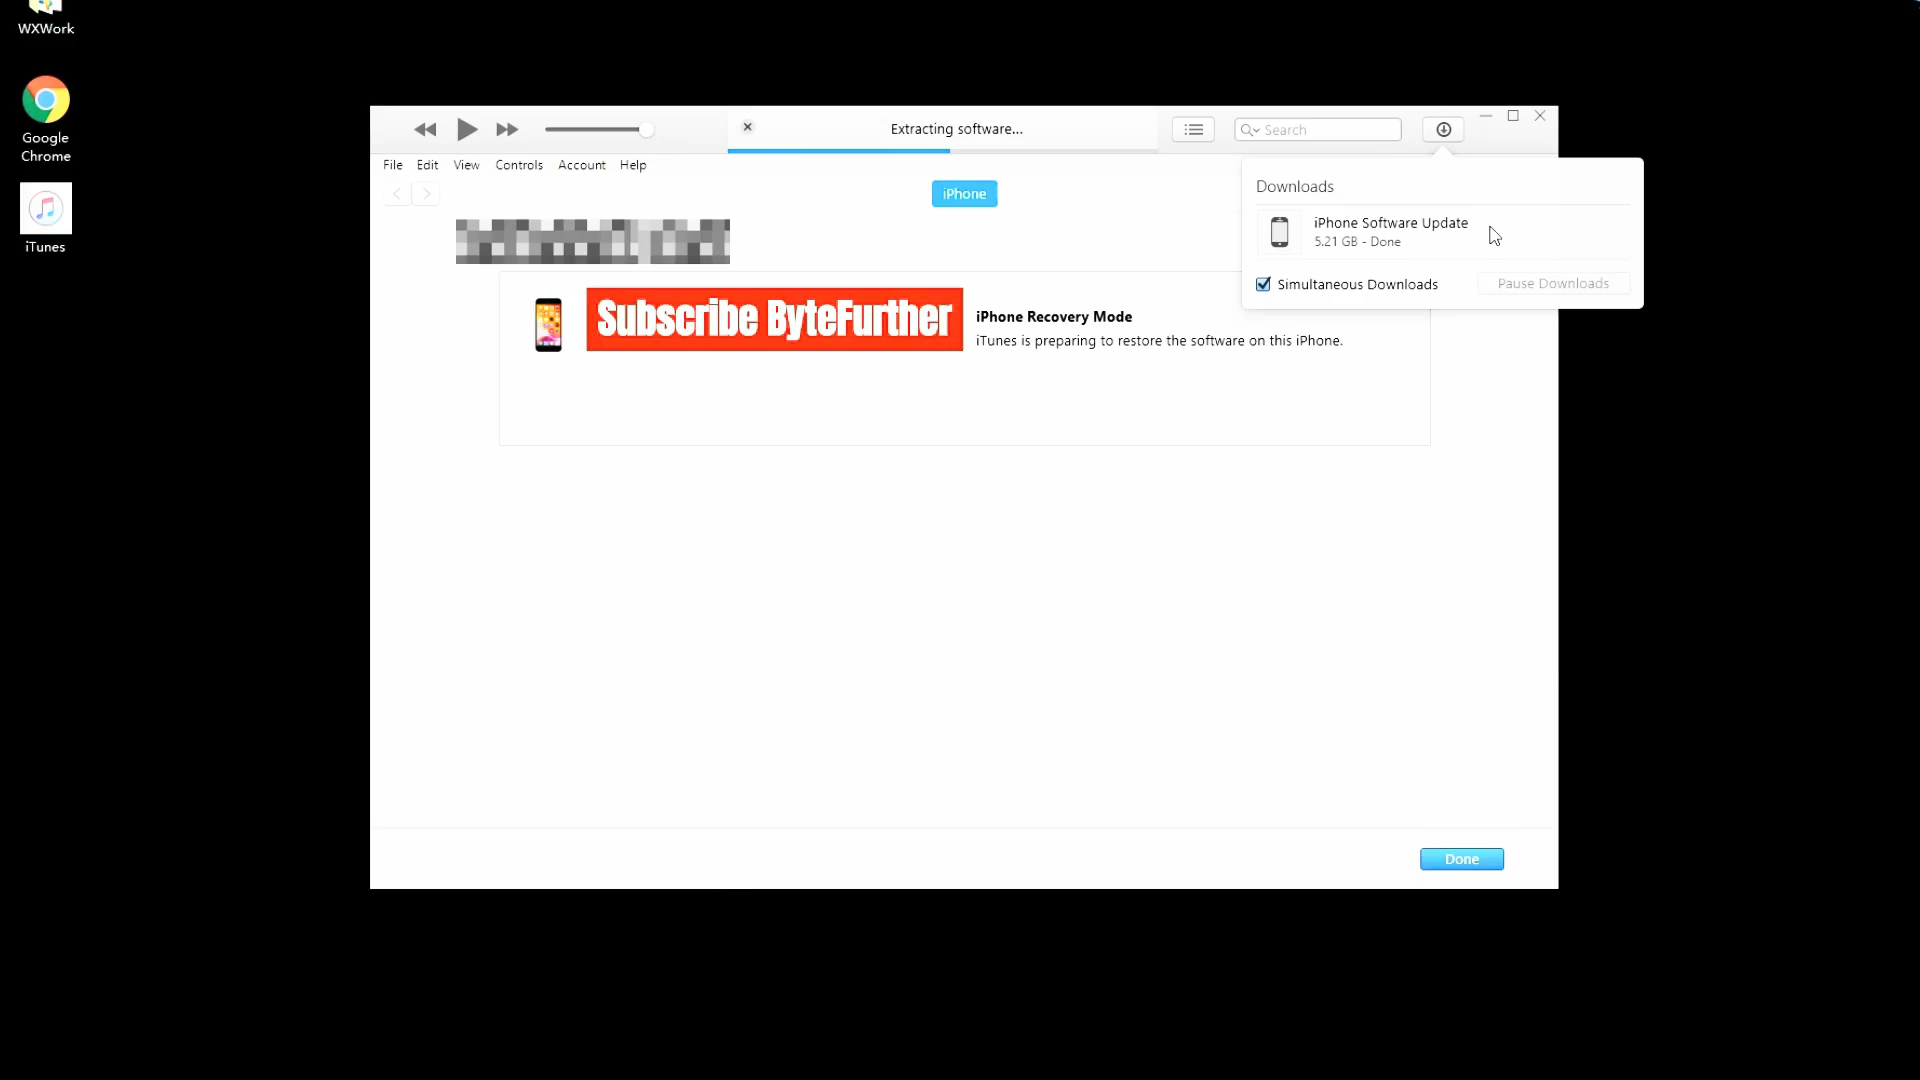 WXWork
Google
Chrome
iTunes
Extracting software...
Search
File Edit View Controls Account Help
iPhone
Downloads
iPhone Software Update
5.21 GB - Done
Simultaneous Downloads
Pause Downloads
Subscribe ByteFurther
iPhone Recovery Mode
iTunes is preparing to restore the software on this iPhone.
Done